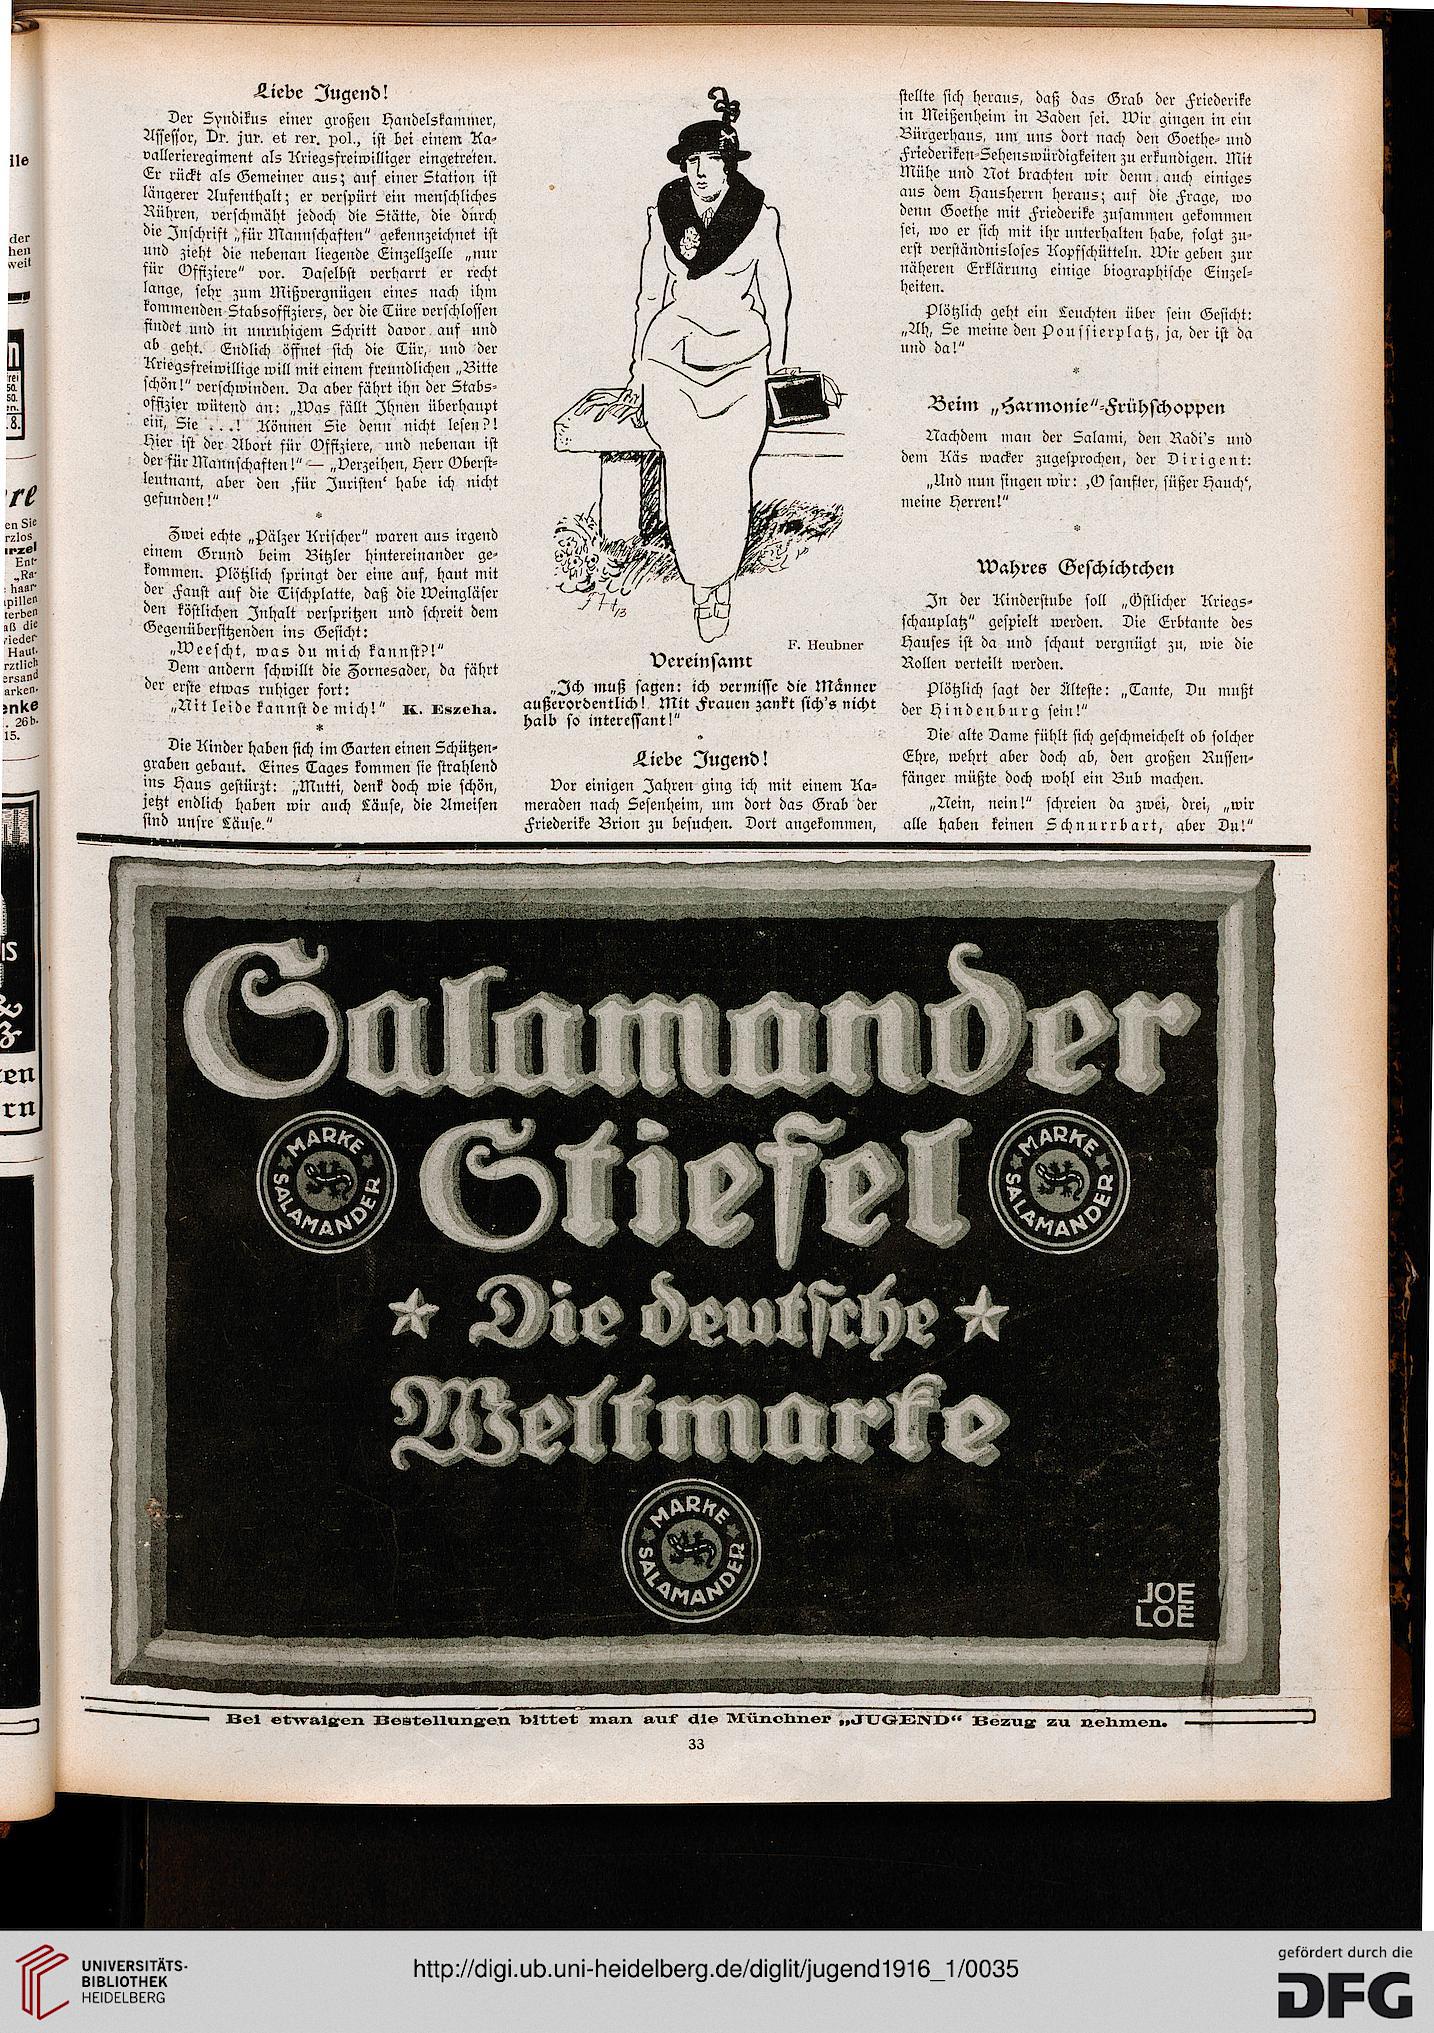 Liebe Jugend!
Der Syndikus einer großen Handelskammer,
Assessor, Dr. jur. et rer. pol., ist bei einem Ka-
vallerieregiment als Kriegsfreiwilliger eingetreten.
Er rückt als Gemeiner aus; auf einer Station ist
längerer Aufenthalt; er verspürt ein menschliches
Rühren, verschmäht jedoch die Stätte, die durch
die Inschrift „für Mannschaften“ gekennzeichnet ist
und zieht die nebenan liegende Einzellzelle „nur
für Offiziere“ vor. Daselbst verharrt er recht
lange, sehr zum Mißvergnügen eines nach ihm
kommenden Stabsoffiziers, der die Türe verschlossen
findet und in unruhigem Schritt davor auf und
ab geht. Endlich öffnet sich die Tür, und der
Kriegsfreiwillige will mit einem freundlichen „Bitte
schön!“ verschwinden. Da aber fährt ihn der Stabs-
offizier wütend an: „Was fällt Ihnen überhaupt
ein, Sie ...! Können Sie denn nicht lesen?!
Hier ist der Abort für Offiziere, und nebenan ist
der für Mannschaften!“ — „Verzeihen, Herr Oberst-
leutnant, aber den ‚für Juristen‘ habe ich nicht
gefunden!“
*
Zwei echte „Pälzer Krischer“ waren aus irgend
einem Grund beim Bitzler hintereinander ge-
kommen. Plötzlich springt der eine auf, haut mit
der Faust auf die Tischplatte, daß die Weingläser
den köstlichen Inhalt verspritzen und schreit dem
Gegenübersitzenden ins Gesicht:
„Weescht, was du mich kannst?!“
Dem andern schwillt die Zornesader, da fährt
der erste etwas ruhiger fort:
„Nit leide kannst de mich!“ K. Eszeha.
*
Die Kinder haben sich im Garten einen Schützen-
graben gebaut. Eines Tages kommen sie strahlend
ins Haus gestürzt: „Mutti, denk doch wie schön,
jetzt endlich haben wir auch Läuse, die Ameisen
sind unsre Läuse.“
F. Heubner
Vereinsamt
„Ich muß sagen: ich vermisse die Männer
außerordentlich! Mit Frauen zankt sich's nicht
halb so interessant!“
*
Liebe Jugend!
Vor einigen Jahren ging ich mit einem Ka-
meraden nach Sesenheim, um dort das Grab der
Friederike Brion zu besuchen. Dort angekommen,
stellte sich heraus, daß das Grab der Friederike
in Meißenheim in Baden sei. Wir gingen in ein
Bürgerhaus, um uns dort nach den Goethe- und
Friederiken-Sehenswürdigkeiten zu erkundigen. Mit
Mühe und Not brachten wir denn auch einiges
aus dem Hausherrn heraus; auf die Frage, wo
denn Goethe mit Friederike zusammen gekommen
sei, wo er sich mit ihr unterhalten habe, folgt zu-
erst verständnisloses Kopfschütteln. Wir geben zur
näheren Erklärung einige biographische Einzel-
heiten.
Plötzlich geht ein Leuchten über sein Gesicht:
„Ah, Se meine den Poussierplatz, ja, der ist da
und da!“
*
Beim „Harmonie“-Frühschoppen
Nachdem man der Salami, den Radi's und
dem Käs wacker zugesprochen, der Dirigent:
„Und nun singen wir: ‚O sanfter, süßer Hauch‘,
meine Herren!“
*
Wahres Geschichtchen
In der Kinderstube soll „Östlicher Kriegs-
schauplatz“ gespielt werden. Die Erbtante des
Hauses ist da und schaut vergnügt zu, wie die
Rollen verteilt werden.
Plötzlich sagt der Älteste: „Tante, Du mußt
der Hindenburg sein!“
Die alte Dame fühlt sich geschmeichelt ob solcher
Ehre, wehrt aber doch ab, den großen Russen-
fänger müßte doch wohl ein Bub machen.
„Nein, nein!“ schreien da zwei, drei, „wir
alle haben keinen Schnurrbart, aber Du!“
Salamander
Stiefel
MARKE SALAMANDER
MARKE SALAMANDER
Die deutsche
Weltmarke
MARKE SALAMANDER
JOE
LOE
Bei etwaigen Bestellungen bittet man auf die Münchner „JUGEND“ Bezug zu nehmen.
33
UNIVERSITÄTS-
BIBLIOTHEK
HEIDELBERG
http://digi.ub.uni-heidelberg.de/diglit/jugend1916_1/0035
gefördert durch die
DFG